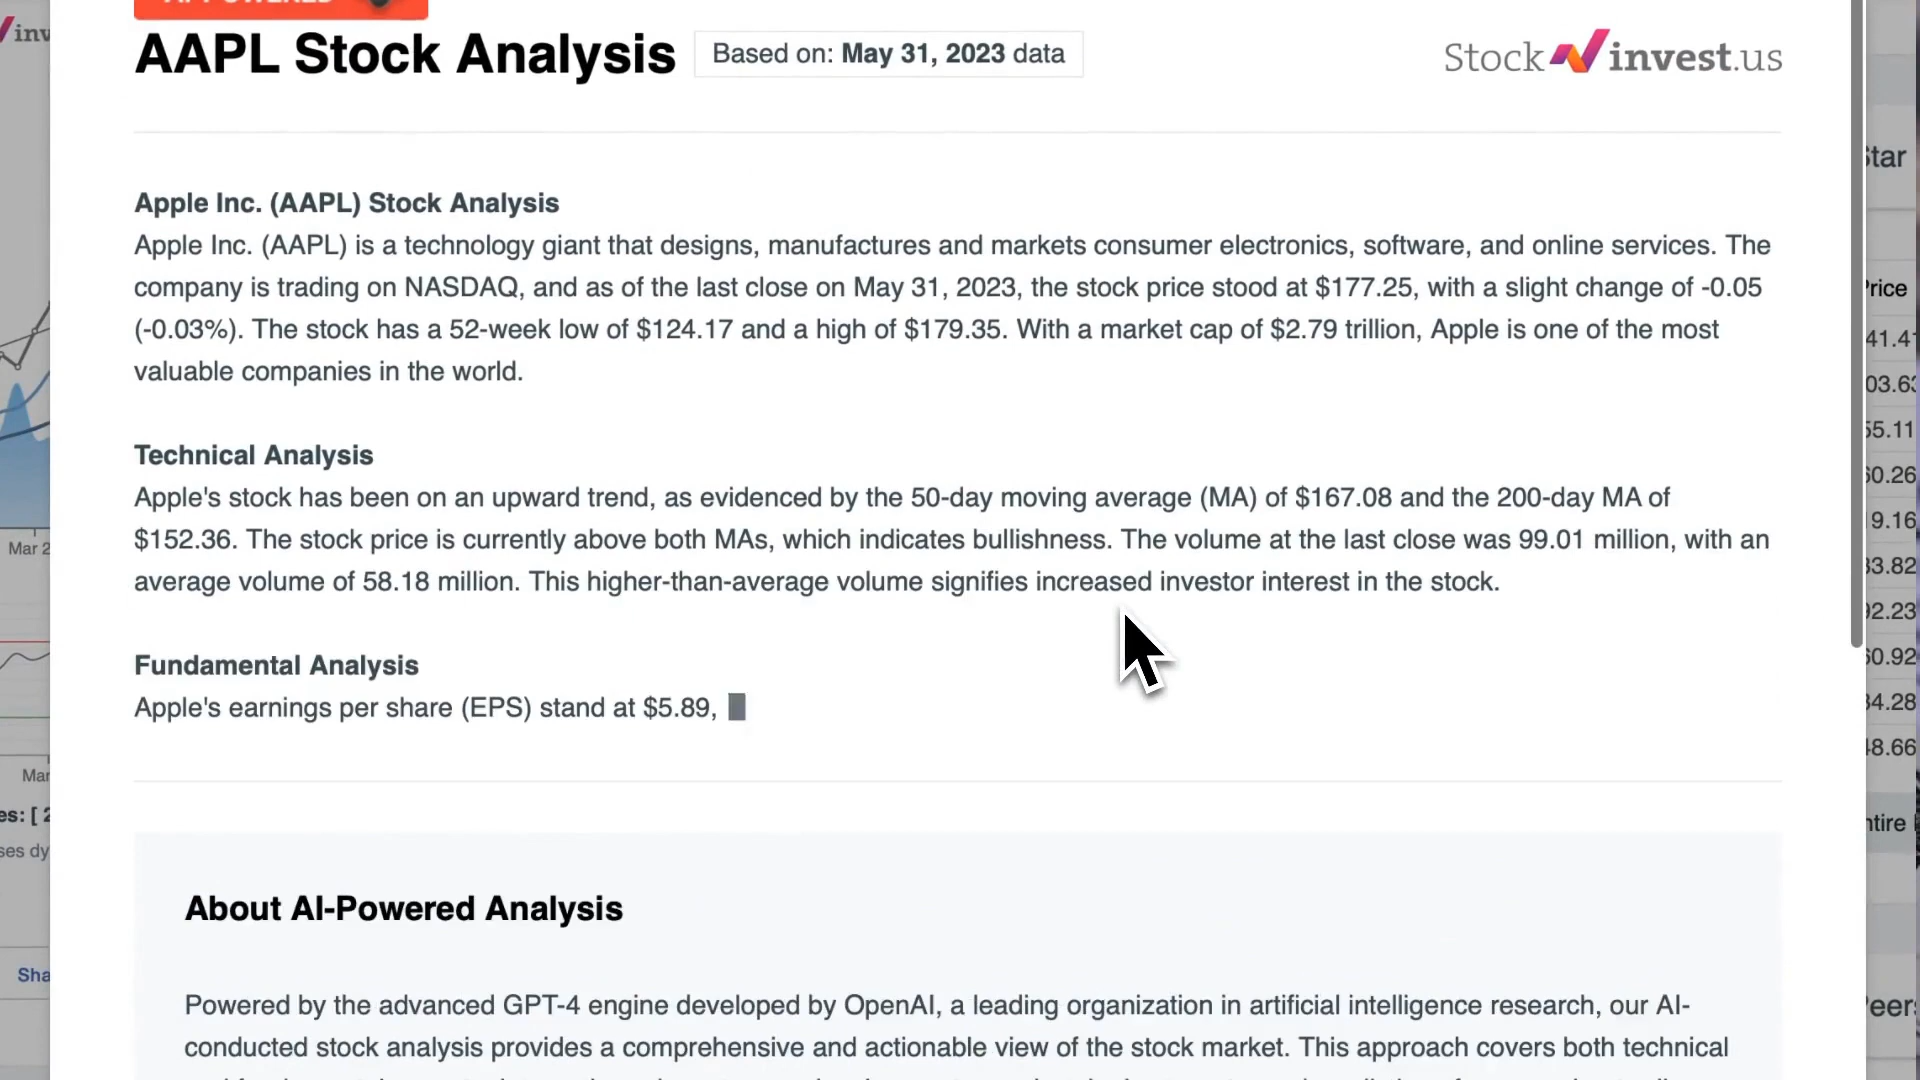 AAPL Stock Analysis
Based on: May 31, 2023 data
Stock invest.us
Apple Inc. (AAPL) Stock Analysis
Apple Inc. (AAPL) is a technology giant that designs, manufactures and markets consumer electronics, software, and online services. The
company is trading on NASDAQ, and as of the last close on May 31, 2023, the stock price stood at $177.25, with a slight change of -0.05
(-0.03%). The stock has a 52-week low of $124.17 and a high of $179.35. With a market cap of $2.79 trillion, Apple is one of the most
valuable companies in the world.
Technical Analysis
Apple's stock has been on an upward trend, as evidenced by the 50-day moving average (MA) of $167.08 and the 200-day MA of
$152.36. The stock price is currently above both MAs, which indicates bullishness. The volume at the last close was 99.01 million, with an
average volume of 58.18 million. This higher-than-average volume signifies increased investor interest in the stock.
Fundamental Analysis
Apple's earnings per share (EPS) stand at $5.89,
About AI-Powered Analysis
Powered by the advanced GPT-4 engine developed by OpenAI, a leading organization in artificial intelligence research, our AI-
conducted stock analysis provides a comprehensive and actionable view of the stock market. This approach covers both technical